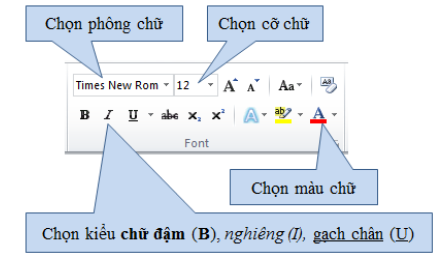 Chọn phông chữ
Chọn cỡ chữ
Times New Rom 12 A A Aa
B I U abc x₂ x² A ab A
Font
Chọn màu chữ
Chọn kiểu chữ đậm (B), nghiêng (I), gạch chân (U)